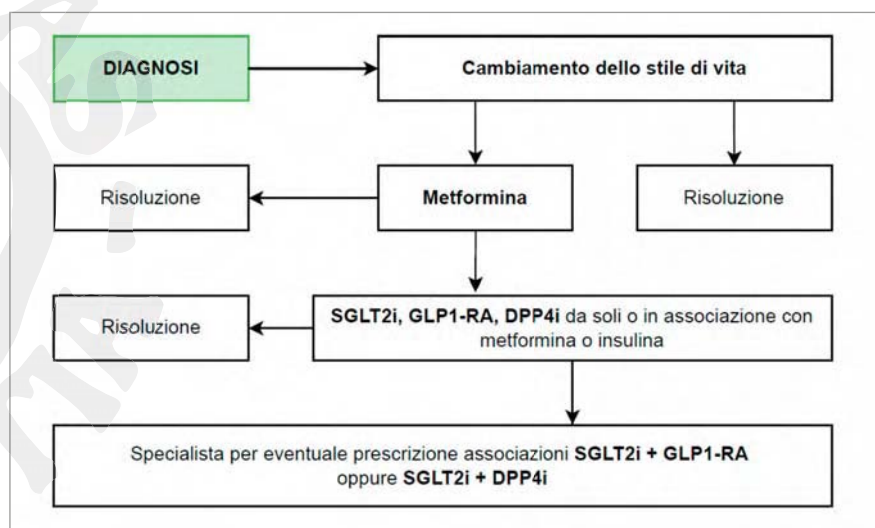 DIAGNOSI
Cambiamento dello stile di vita
Risoluzione
Metformina
Risoluzione
Risoluzione
SGLT2i, GLP1-RA, DPP4i da soli o in associazione con
metformina o insulina
Specialista per eventuale prescrizione associazioni SGLT2i + GLP1-RA
oppure SGLT2i + DPP4i